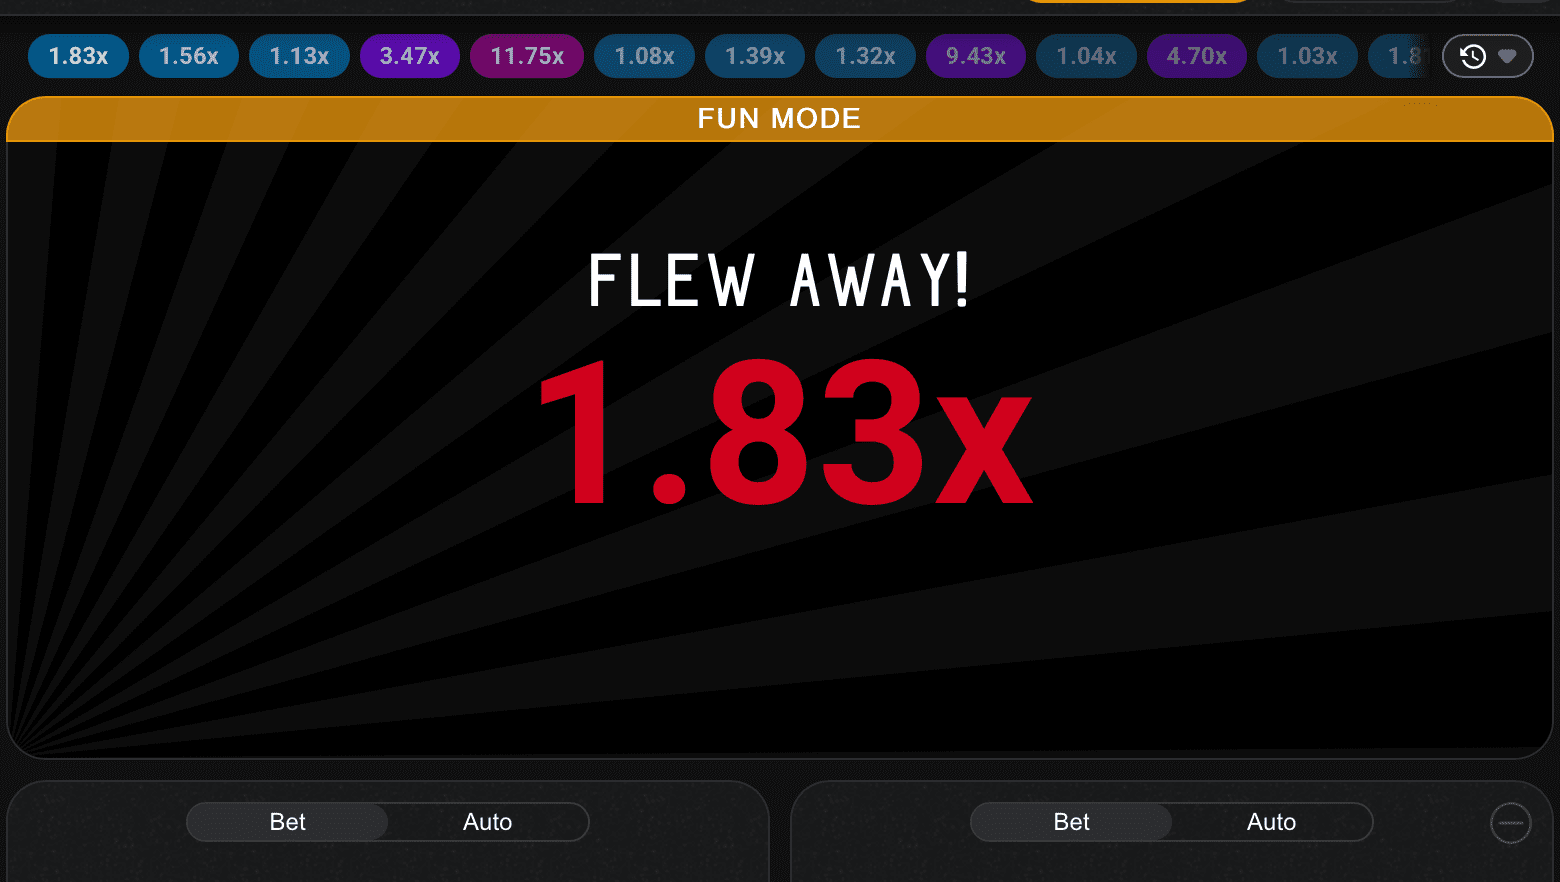 1.83x 1.56x 1.13x 3.47x 11.75x 1.08x 1.39x 1.32x 9.43x 1.04x 4.70x 1.03x
FUN MODE
FLEW AWAY!
1.83x
Bet Auto Bet Auto